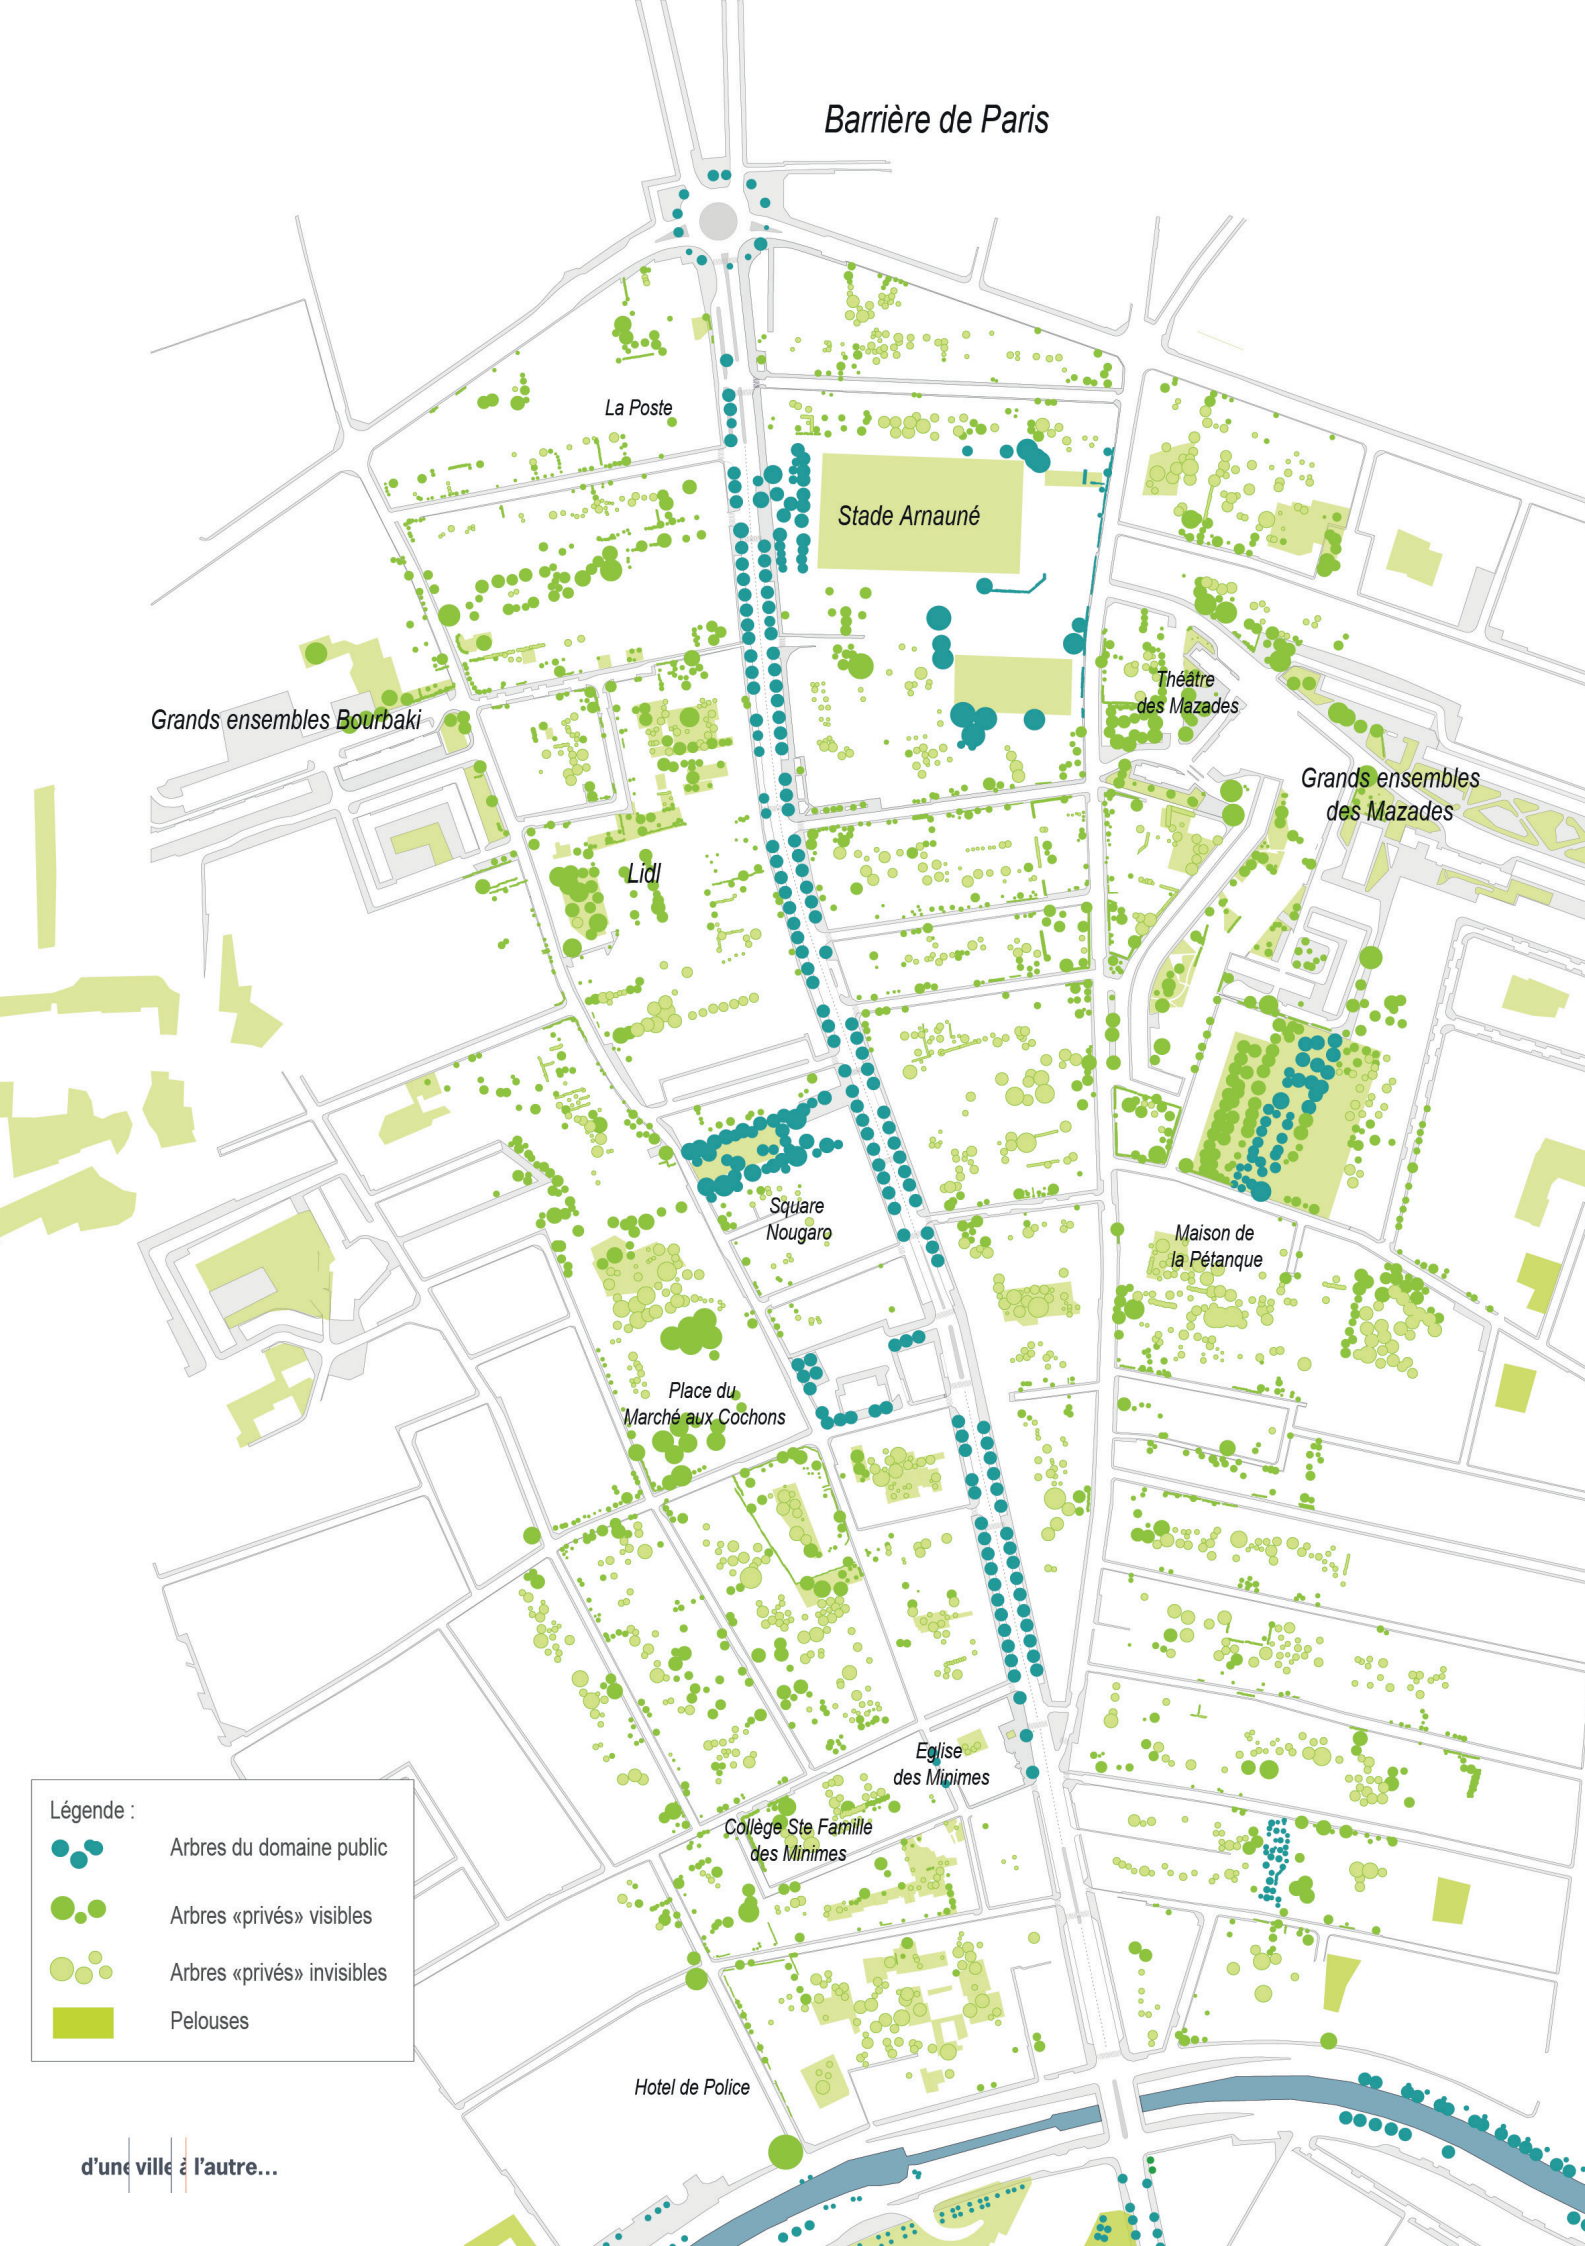 Barrière de Paris
La Poste
Stade Arnauné
Théâtre
des Mazades
Grands ensembles Bourbaki
Grands ensembles
des Mazades
Lidl
Square
Nougaro
Maison de
la Pétanque
Place du
Marché aux Cochons
Eglise
des Minimes
Légende :
Arbres du domaine public
Collège Ste Famille
des Minimes
Arbres «privés» visibles
Arbres «privés» invisibles
Pelouses
Hotel de Police
d'une ville à l'autre...